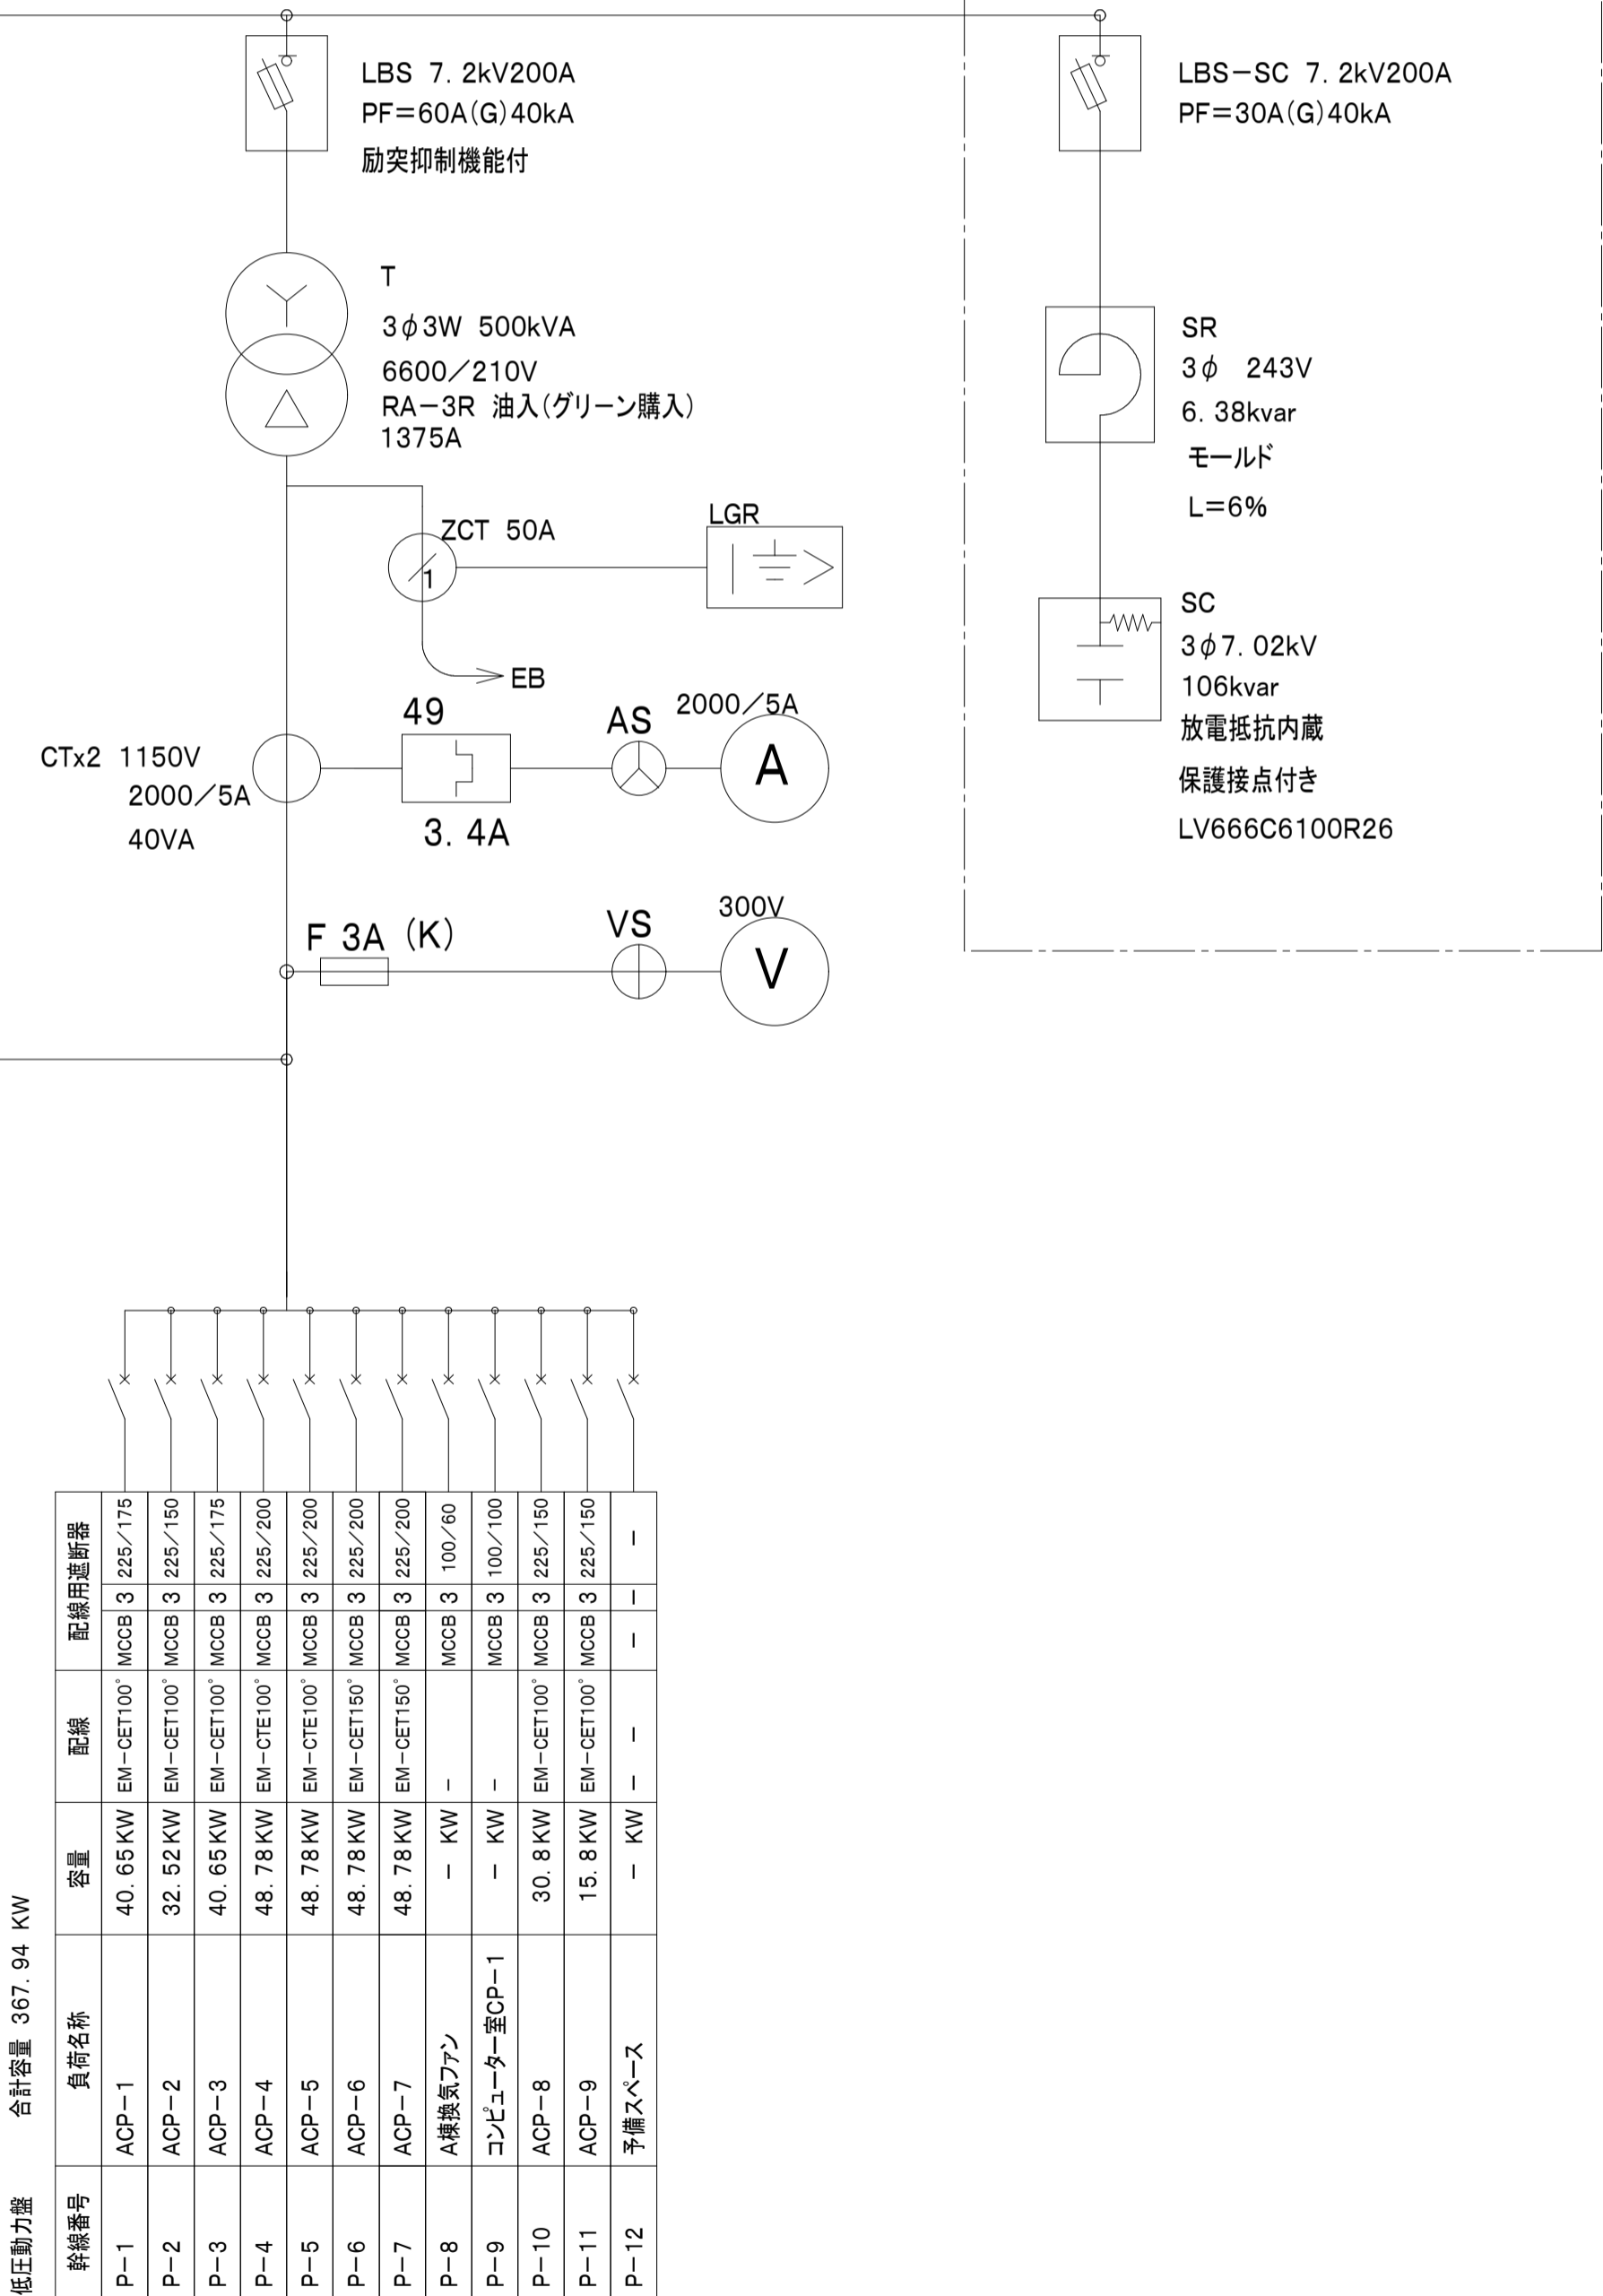 LBS 7. 2kV200A
PF=60A(G)40kA
励突抑制機能付
T
3φ3W 500kVA
6600／210V
RA−3R 油入(グリーン購入)
1375A
ZCT 50A
1
LGR
EB
CTx2 1150V
2000／5A
40VA
49
3. 4A
AS
2000／5A
A
F 3A (K)
VS
300V
V
LBS−SC 7. 2kV200A
PF=30A(G)40kA
SR
3φ 243V
6. 38kvar
モールド
L=6%
SC
3φ7. 02kV
106kvar
放電抵抗内蔵
保護接点付き
LV666C6100R26
低圧動力盤 合計容量 367. 94 KW
幹線番号 負荷名称 容量 配線 配線用遮断器
P−1 ACP−1 40. 65KW EM−CET100° MCCB 3 225／175
P−2 ACP−2 32. 52KW EM−CET100° MCCB 3 225／150
P−3 ACP−3 40. 65KW EM−CET100° MCCB 3 225／175
P−4 ACP−4 48. 78KW EM−CTE100° MCCB 3 225／200
P−5 ACP−5 48. 78KW EM−CTE100° MCCB 3 225／200
P−6 ACP−6 48. 78KW EM−CET150° MCCB 3 225／200
P−7 ACP−7 48. 78KW EM−CET150° MCCB 3 225／200
P−8 A棟換気ファン − KW − MCCB 3 100／60
P−9 コンピューター室CP−1 − KW − MCCB 3 100／100
P−10 ACP−8 30. 8KW EM−CET100° MCCB 3 225／150
P−11 ACP−9 15. 8KW EM−CET100° MCCB 3 225／150
P−12 予備スペース − KW − − − − −